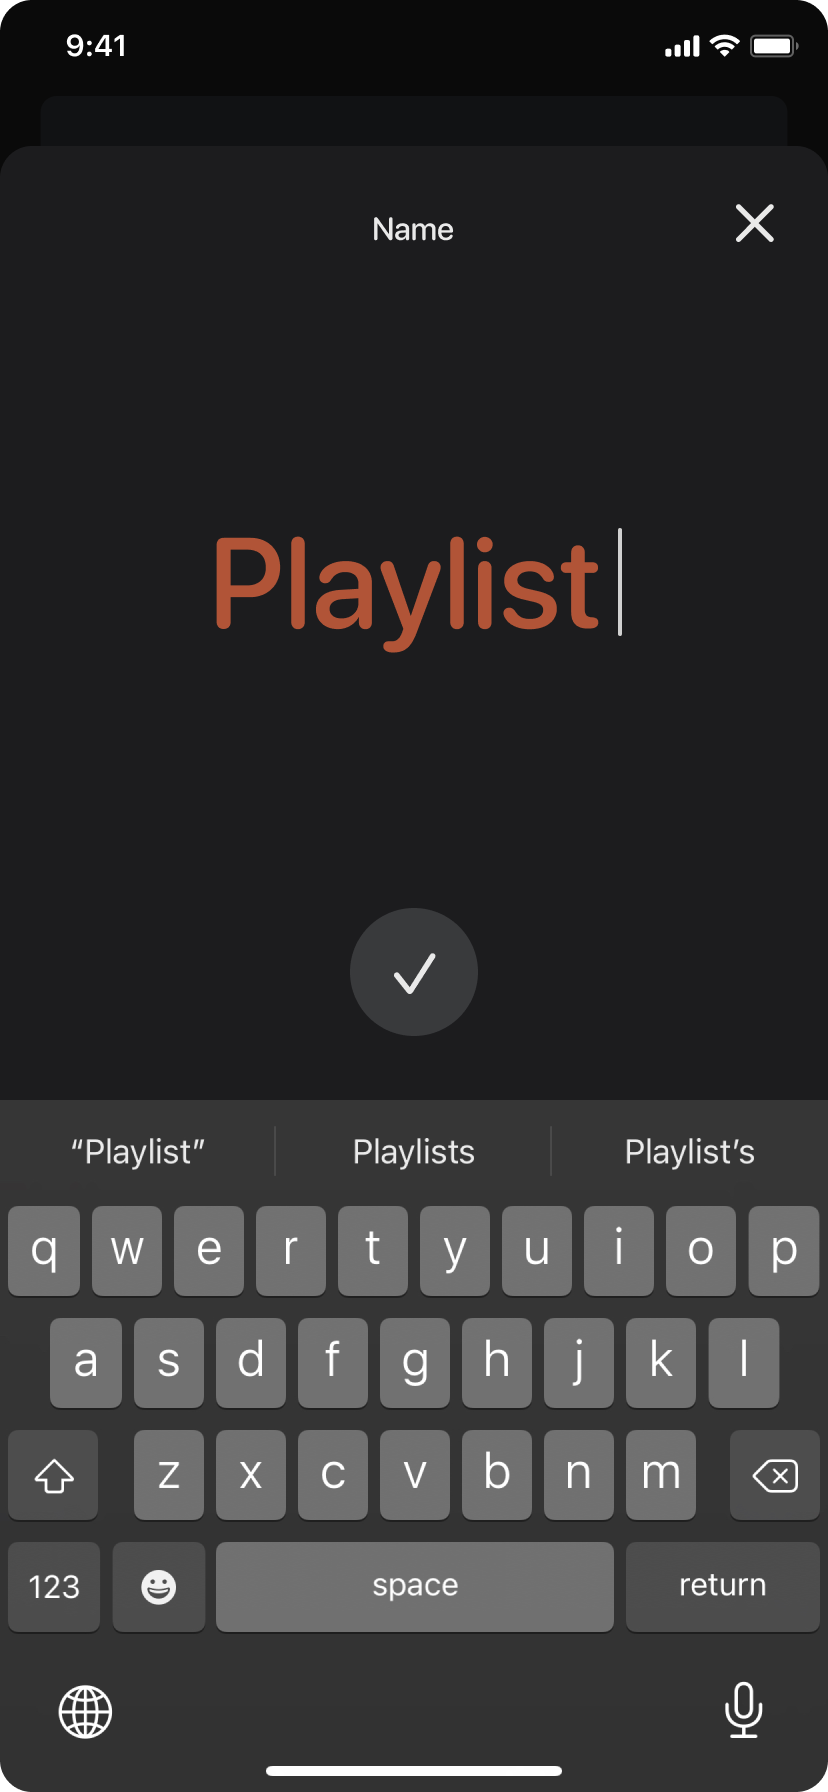 9:41
Name
Playlist
“Playlist” Playlists Playlist’s
q w e r t y u i o p
a s d f g h j k l
z x c v b n m
123 space return